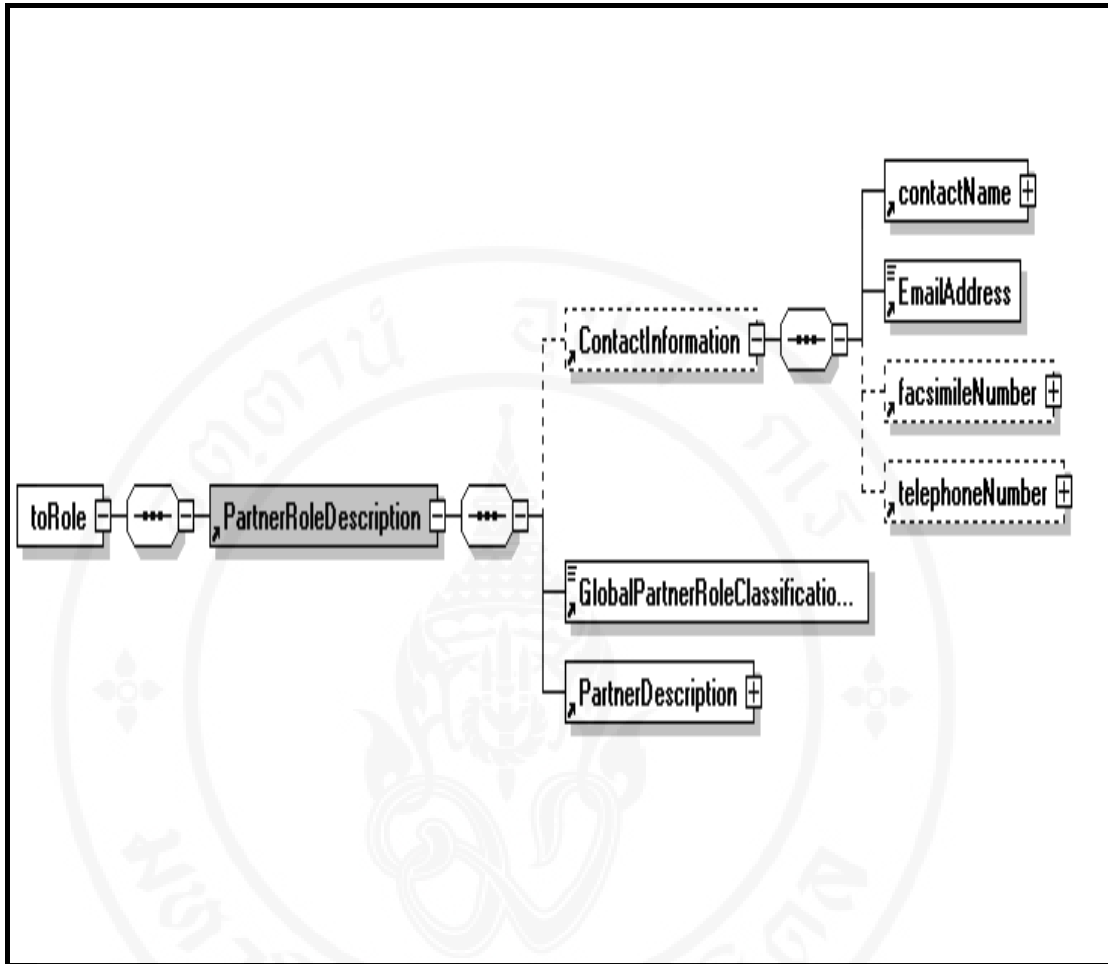 contactName
EmailAddress
ContactInformation
facsimileNumber
telephoneNumber
toRole
PartnerRoleDescription
GlobalPartnerRoleClassificatio...
PartnerDescription